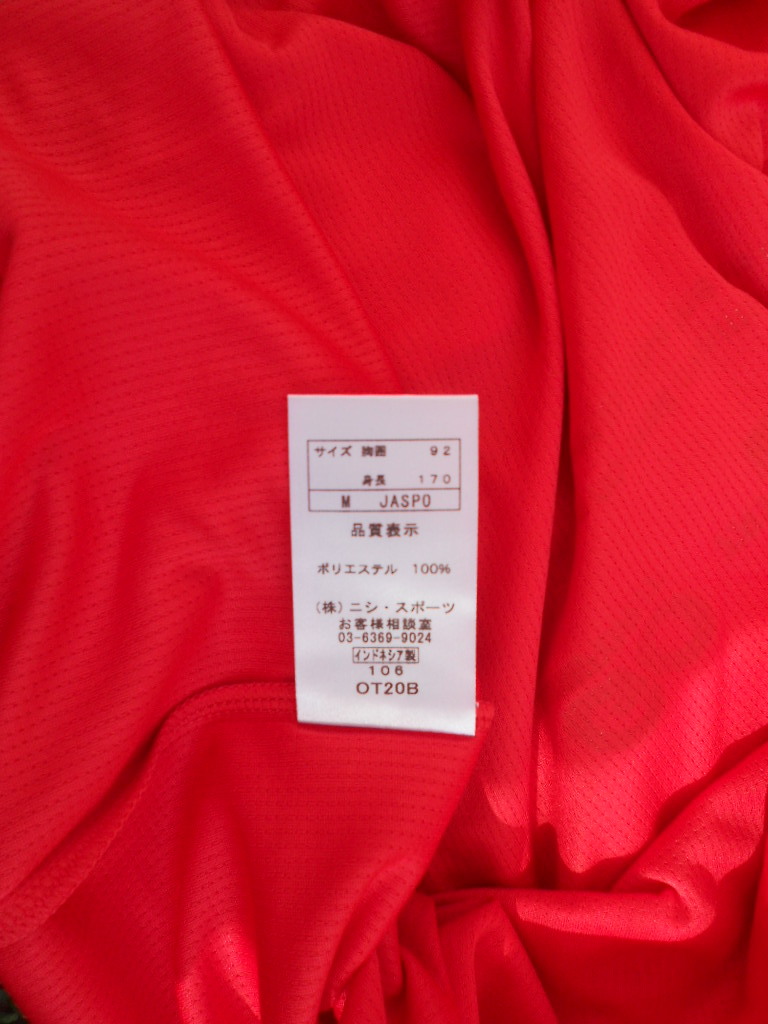 サイズ 胸囲 92
身長 170
M JASPO
品質表示
ポリエステル 100%
(株)ニシ・スポーツ
お客様相談室
03-6369-9024
インドネシア製
106
OT20B